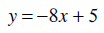 y = −8x + 5